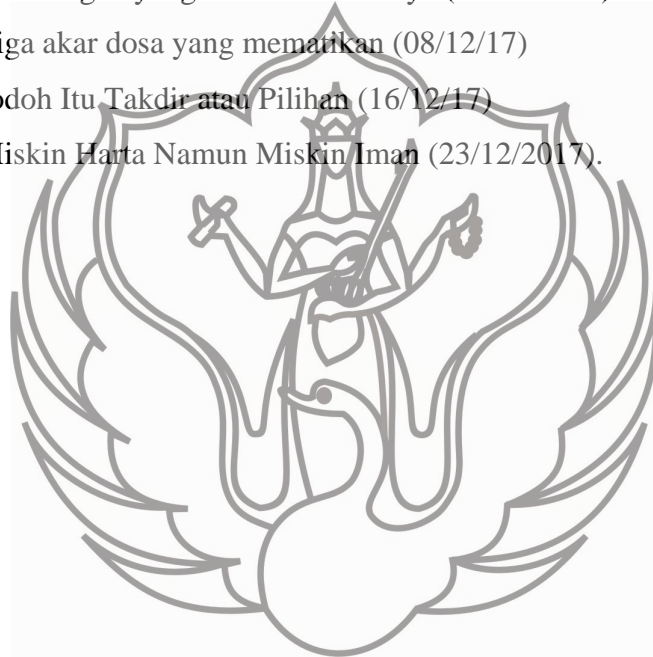 iga akar dosa yang mematikan (08/12/17)
odoh Itu Takdir atau Pilihan (16/12/17)
Miskin Harta Namun Miskin Iman (23/12/2017).